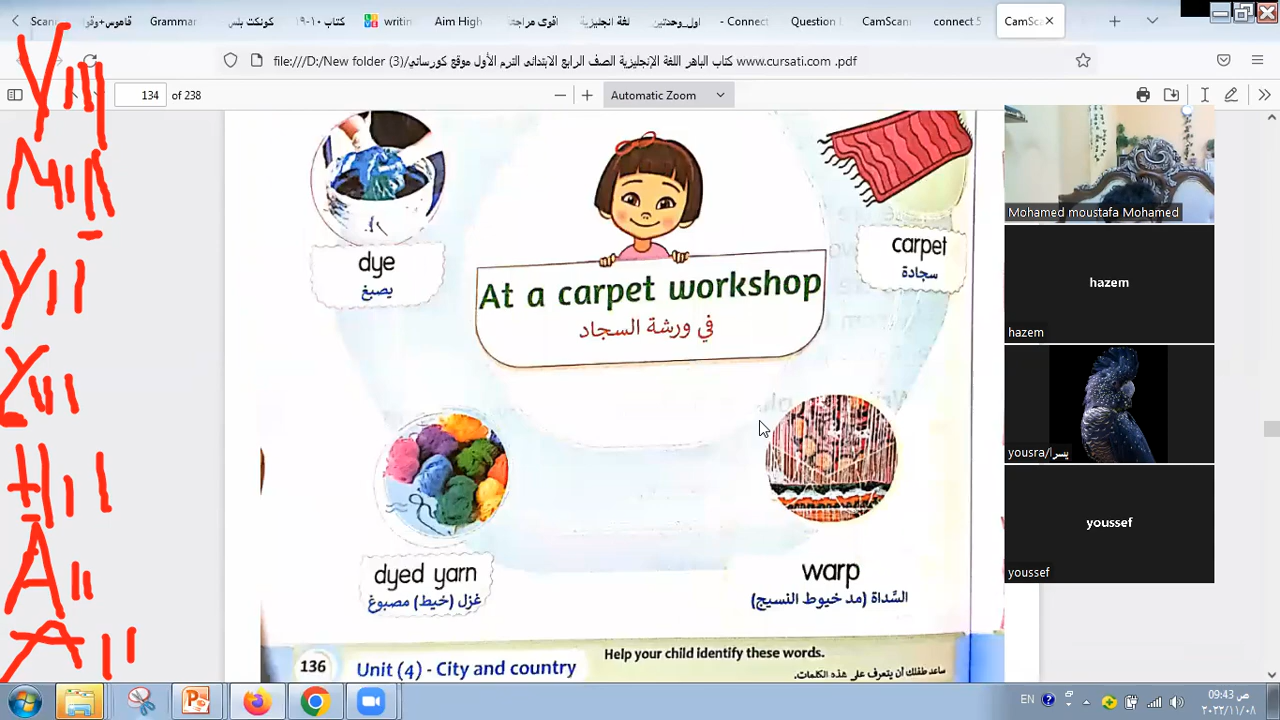 Scan
Grammar
قاموس+وقو
كونكت بلس
كتاب ١٠-١٩
writin
Aim High
اقوى مراجعة
لغة انجليزية
اول_وحدتين
- Connect
Question (
CamScan
connect 5
CamSca
file:///D:/New folder (3)/كتاب الباهر اللغة الإنجليزية الصف الرابع الابتدائى الترم الأول موقع كورساتي www.cursati.com .pdf
134 of 238
Automatic Zoom
Y III
M I N
Y I I
Y I I I
H I I
A I I
A I I
dye
يصبغ
At a carpet workshop
في ورشة السجاد
carpet
سجادة
dyed yarn
غزل (خيط) مصبوغ
warp
السَّداة (مد خيوط النسيج)
136
Unit (4) - City and country
Help your child identify these words.
ساعد طفلك أن يتعرف على هذه الكلمات.
Mohamed moustafa Mohamed
hazem
hazem
yousra/يسرا
youssef
youssef
EN
09:43 ص
٢٠٢٢/١١/٠٨